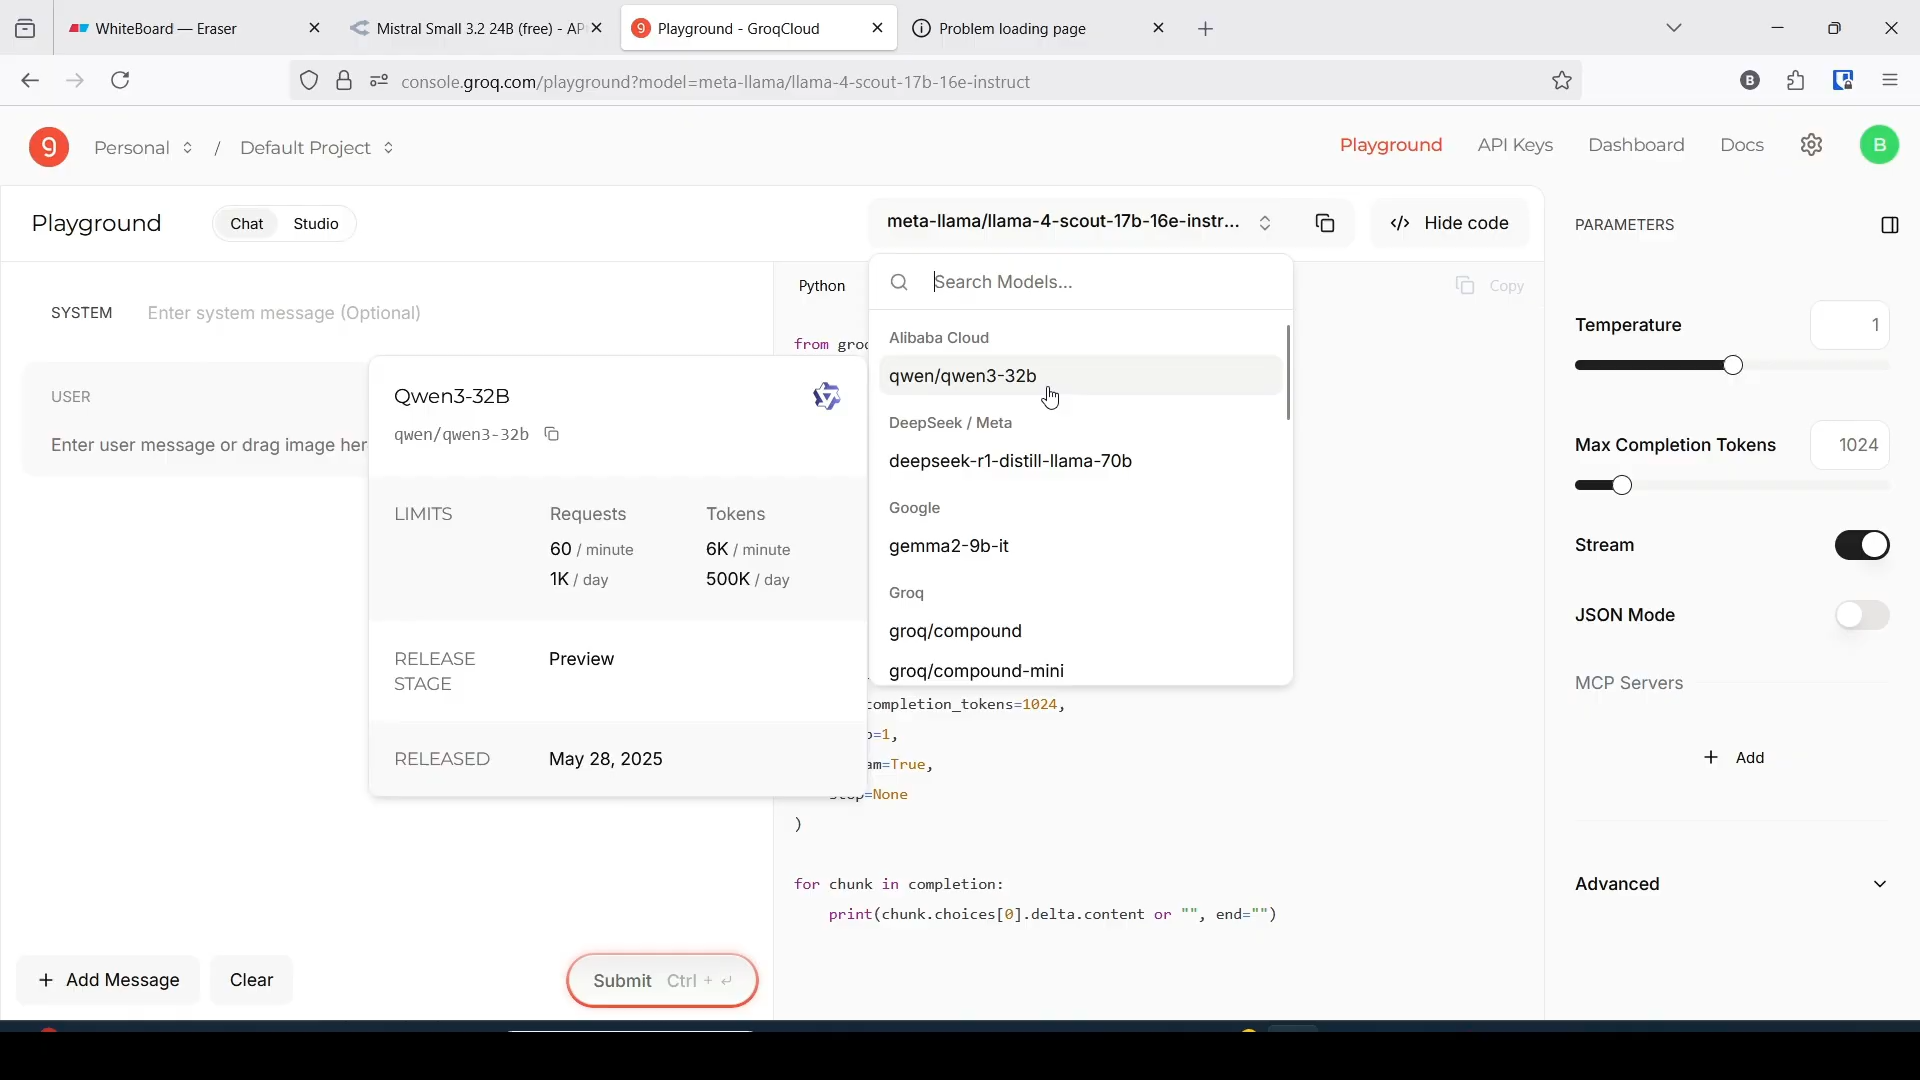 WhiteBoard — Eraser
Mistral Small 3.2 24B (free) - AP
Playground - GroqCloud
Problem loading page
console.groq.com/playground?model=meta-llama/llama-4-scout-17b-16e-instruct
B
Personal / Default Project
Playground
API Keys
Dashboard
Docs
B
Playground
Chat
Studio
meta-llama/llama-4-scout-17b-16e-instr...
</> Hide code
PARAMETERS
SYSTEM
Enter system message (Optional)
Python
Search Models...
Copy
from groq
USER
Enter user message or drag image her
Qwen3-32B
qwen/qwen3-32b
LIMITS
Requests
Tokens
60 / minute
6K / minute
1K / day
500K / day
RELEASE
STAGE
Preview
RELEASED
May 28, 2025
Alibaba Cloud
qwen/qwen3-32b
DeepSeek / Meta
deepseek-r1-distill-llama-70b
Google
gemma2-9b-it
Groq
groq/compound
groq/compound-mini
completion_tokens=1024,
p=1,
am=True,
stop=None
)
for chunk in completion:
print(chunk.choices[0].delta.content or "", end="")
Temperature
1
Max Completion Tokens
1024
Stream
JSON Mode
MCP Servers
+ Add
Advanced
+ Add Message
Clear
Submit Ctrl + ↵